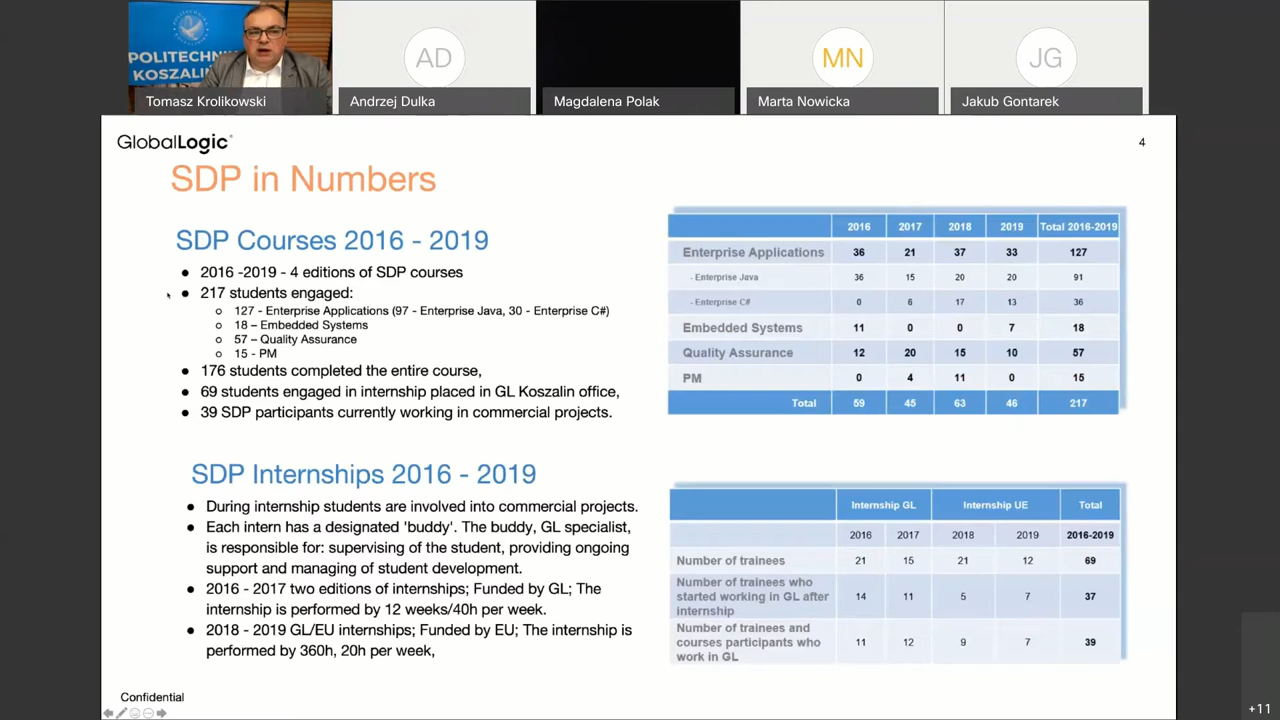 POLITECHNI
KOSZALIŃ
AD
MN
JG
Tomasz Krolikowski
Andrzej Dulka
Magdalena Polak
Marta Nowicka
Jakub Gontarek
GlobalLogic
4
SDP in Numbers
SDP Courses 2016 - 2019
● 2016 -2019 - 4 editions of SDP courses
● 217 students engaged:
○ 127 - Enterprise Applications (97 - Enterprise Java, 30 - Enterprise C#)
○ 18 – Embedded Systems
○ 57 – Quality Assurance
○ 15 - PM
● 176 students completed the entire course,
● 69 students engaged in internship placed in GL Koszalin office,
● 39 SDP participants currently working in commercial projects.
2016 2017 2018 2019 Total 2016-2019
Enterprise Applications 36 21 37 33 127
- Enterprise Java 36 15 20 20 91
- Enterprise C# 0 6 17 13 36
Embedded Systems 11 0 0 7 18
Quality Assurance 12 20 15 10 57
PM 0 4 11 0 15
Total 59 45 63 46 217
SDP Internships 2016 - 2019
● During internship students are involved into commercial projects.
● Each intern has a designated 'buddy'. The buddy, GL specialist,
is responsible for: supervising of the student, providing ongoing
support and managing of student development.
● 2016 - 2017 two editions of internships; Funded by GL; The
internship is performed by 12 weeks/40h per week.
● 2018 - 2019 GL/EU internships; Funded by EU; The internship is
performed by 360h, 20h per week,
Internship GL Internship UE Total
2016 2017 2018 2019 2016-2019
Number of trainees 21 15 21 12 69
Number of trainees who
started working in GL after
internship 14 11 5 7 37
Number of trainees and
courses participants who
work in GL 11 12 9 7 39
Confidential
+11